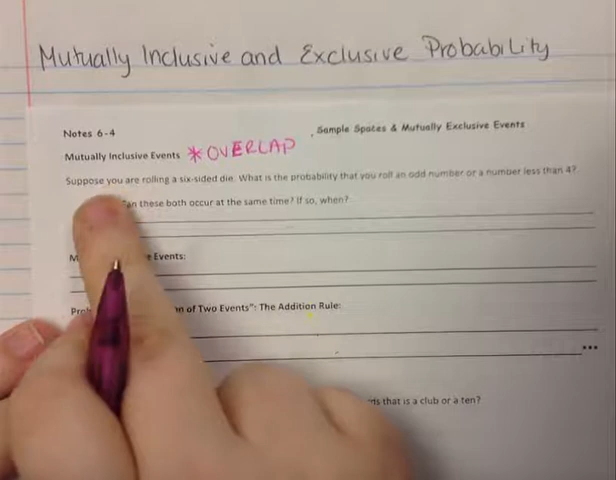 Mutually Inclusive and Exclusive Probability
Notes 6-4 Sample Spaces & Mutually Exclusive Events
Mutually Inclusive Events *OVERLAP
Suppose you are rolling a six-sided die. What is the probability that you roll an odd number or a number less than 4?
an these both occur at the same time? If so, when?
M e Events:
Prob n of Two Events": The Addition Rule:
...
ds that is a club or a ten?